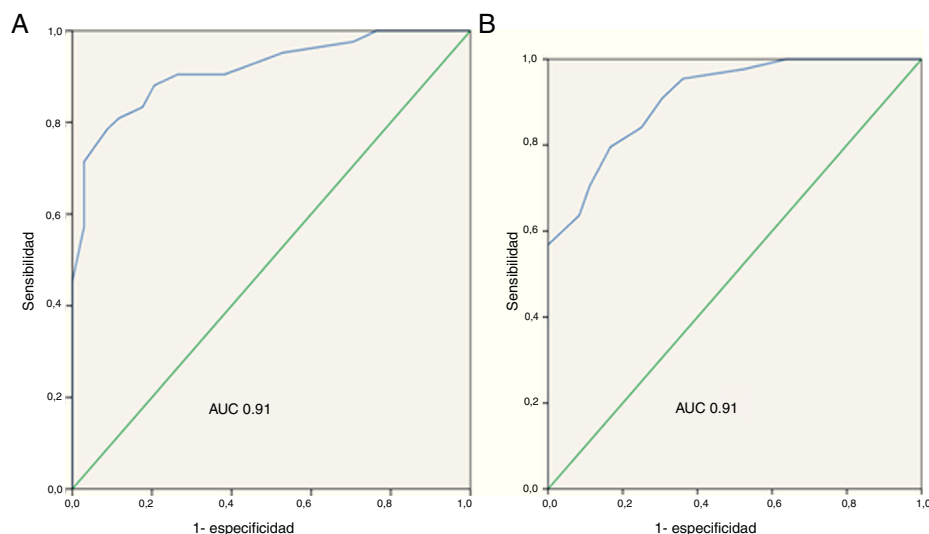 A
1,0
0,8
0,6
0,4
0,2
0,0
Sensibilidad
AUC 0.91
0,0 0,2 0,4 0,6 0,8 1,0
1- especificidad
B
1,0
0,8
0,6
0,4
0,2
0,0
Sensibilidad
AUC 0.91
0,0 0,2 0,4 0,6 0,8 1,0
1- especificidad